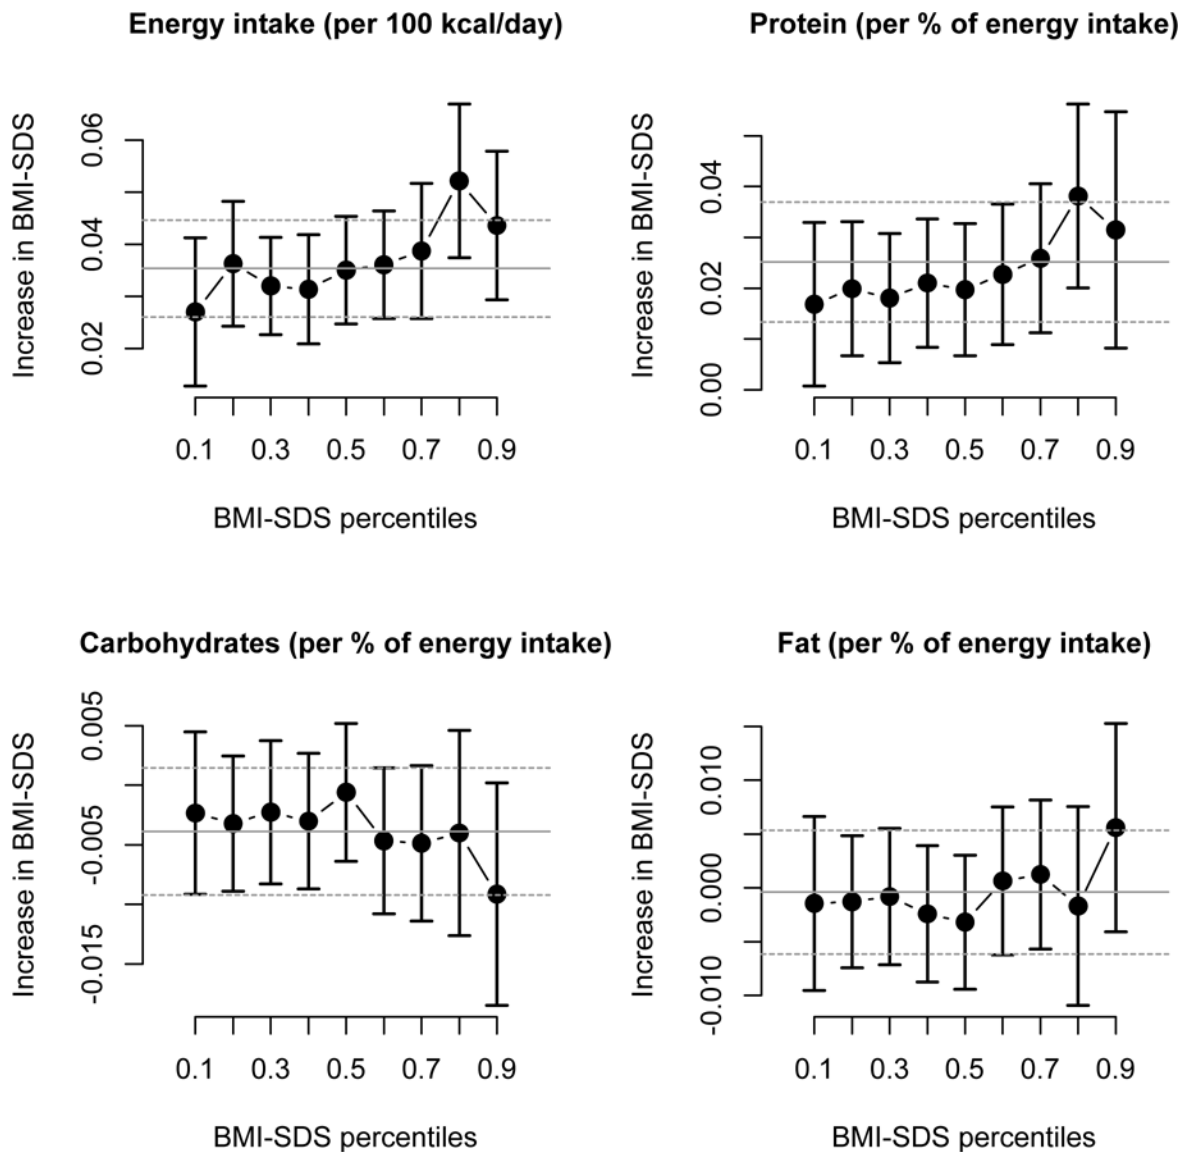 Energy intake (per 100 kcal/day)
Increase in BMI-SDS
0.06
0.04
0.02
0.1 0.3 0.5 0.7 0.9
BMI-SDS percentiles
Protein (per % of energy intake)
Increase in BMI-SDS
0.04
0.02
0.00
0.1 0.3 0.5 0.7 0.9
BMI-SDS percentiles
Carbohydrates (per % of energy intake)
Increase in BMI-SDS
0.005
-0.005
-0.015
0.1 0.3 0.5 0.7 0.9
BMI-SDS percentiles
Fat (per % of energy intake)
Increase in BMI-SDS
0.010
0.000
-0.010
0.1 0.3 0.5 0.7 0.9
BMI-SDS percentiles